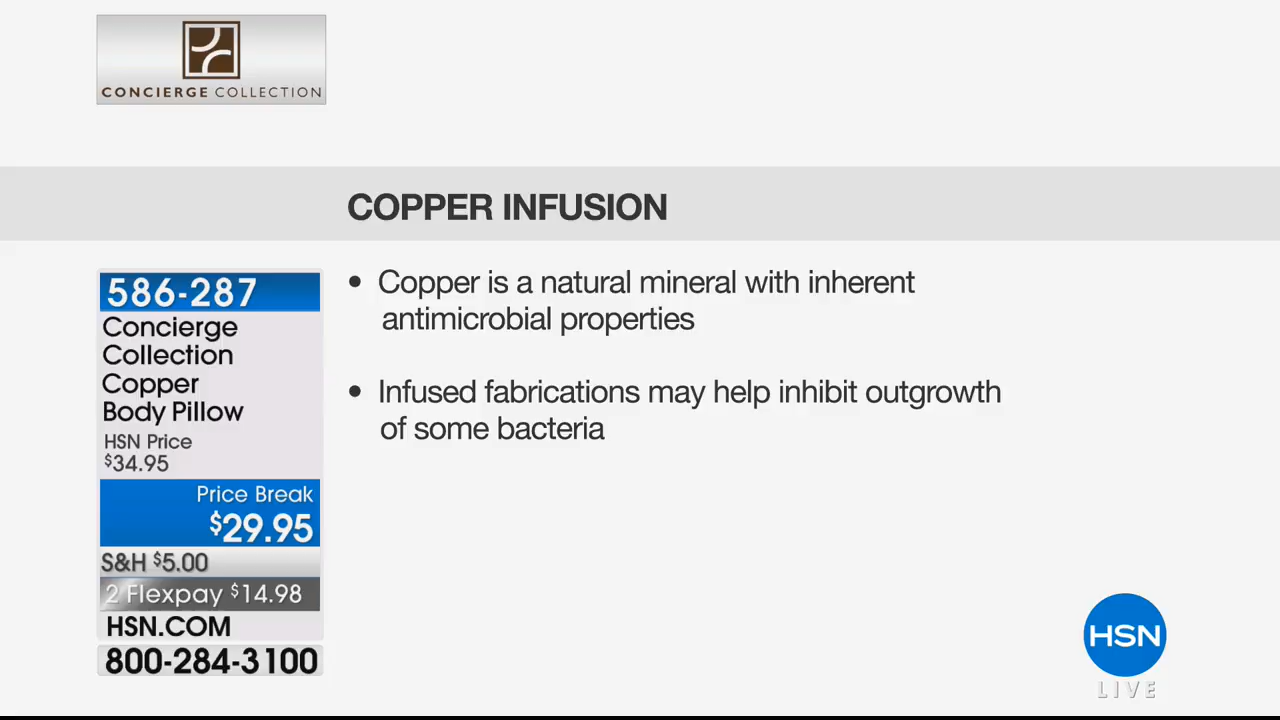 CONCIERGE COLLECTION
COPPER INFUSION
586-287
Concierge
Collection
Copper
Body Pillow
HSN Price
$34.95
Price Break
$29.95
S&H $5.00
2 Flexpay $14.98
HSN.COM
800-284-3100
• Copper is a natural mineral with inherent
antimicrobial properties
• Infused fabrications may help inhibit outgrowth
of some bacteria
HSN
LIVE